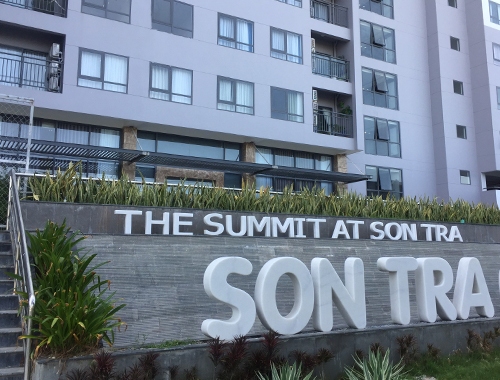 THE SUMMIT AT SON TRA
SON TRA